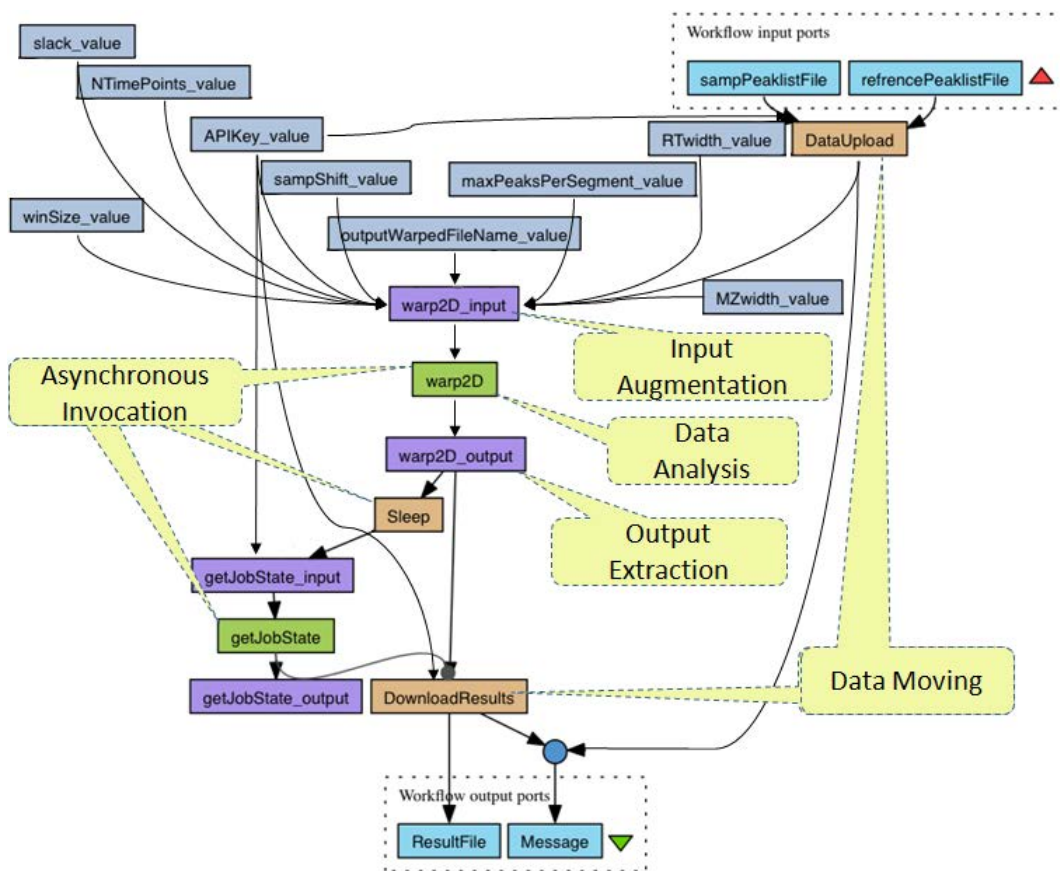 slack_value
Workflow input ports
NTimePoints_value
sampPeaklistFile
refrencePeaklistFile
APIKey_value
RTwidth_value
DataUpload
sampShift_value
maxPeaksPerSegment_value
winSize_value
outputWarpedFileName_value
warp2D_input
MZwidth_value
Input
Augmentation
Asynchronous
Invocation
warp2D
Data
Analysis
warp2D_output
Sleep
Output
Extraction
getJobState_input
getJobState
getJobState_output
DownloadResults
Data Moving
Workflow output ports
ResultFile
Message